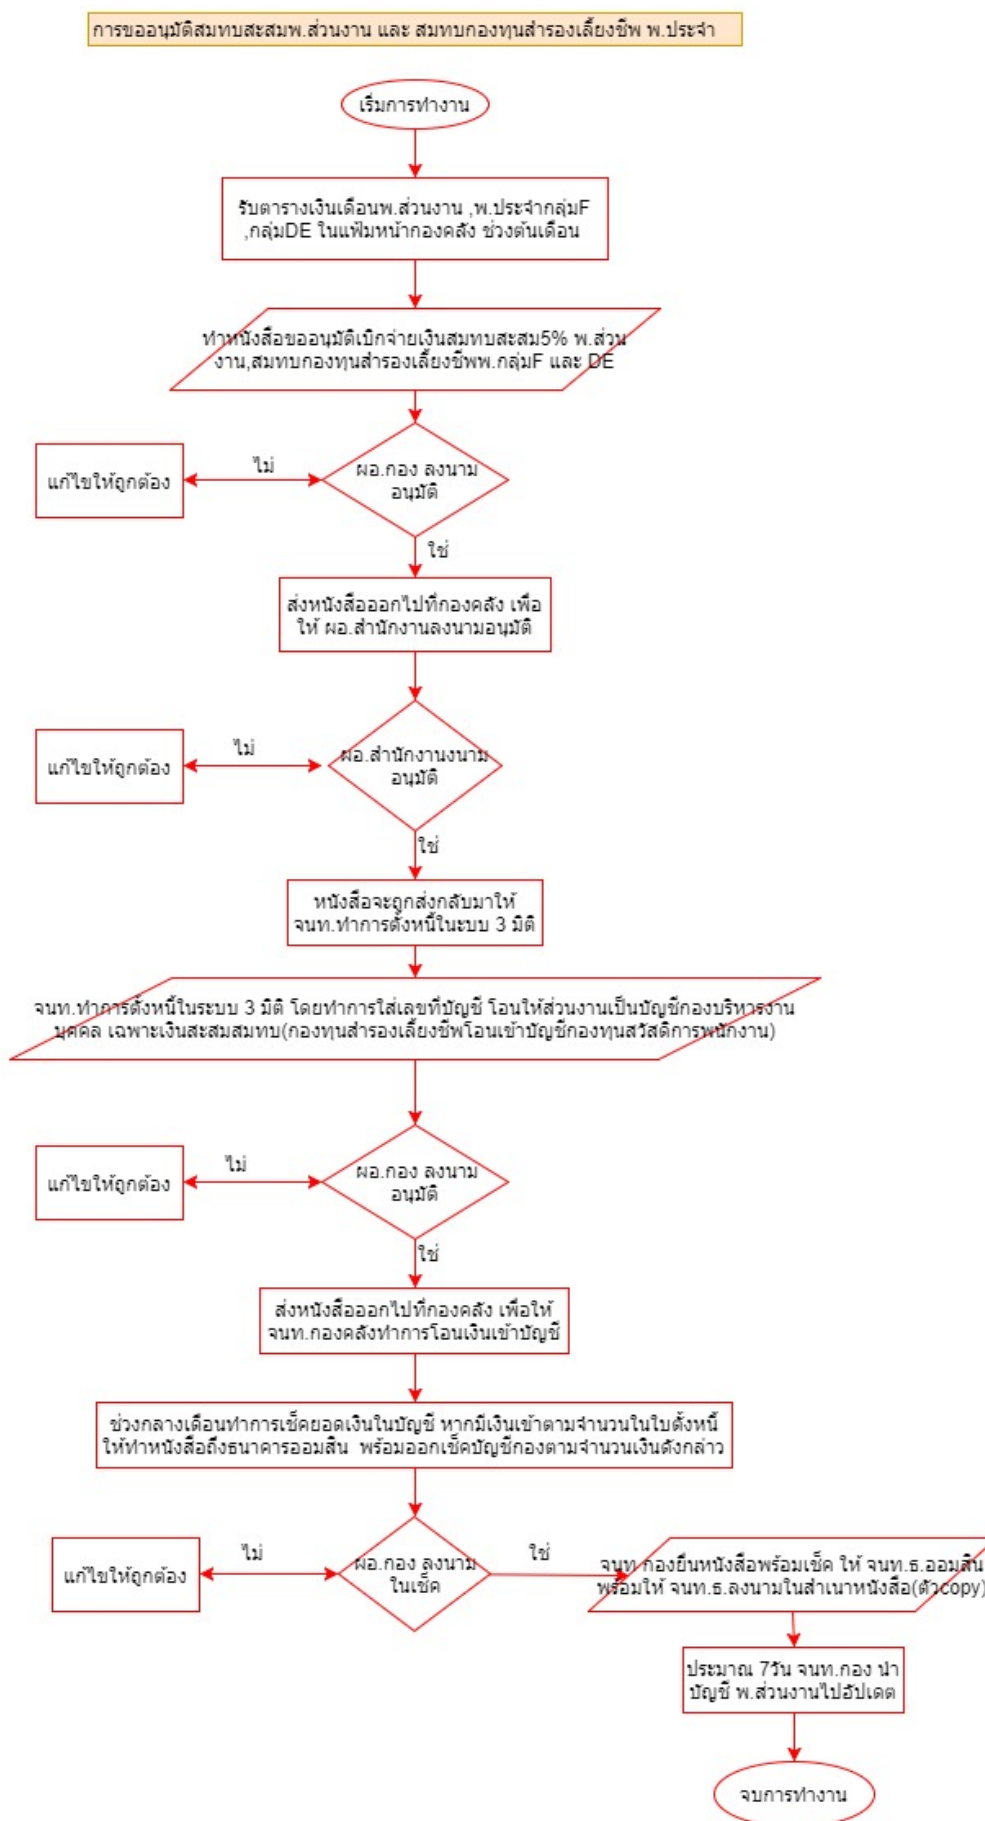 การขออนุมัติสมทบสะสมพ.ส่วนงาน และ สมทบกองทุนสำรองเลี้ยงชีพ พ.ประจำ
เริ่มการทำงาน
รับตารางเงินเดือนพ.ส่วนงาน ,พ.ประจำกลุ่มF
,กลุ่มDE ในแฟ้มหน้ากองคลัง ช่วงต้นเดือน
ทำหนังสือขออนุมัติเบิกจ่ายเงินสมทบสะสม5% พ.ส่วน
งาน,สมทบกองทุนสำรองเลี้ยงชีพพ.กลุ่มF และ DE
แก้ไขให้ถูกต้อง
ไม่
ผอ.กอง ลงนาม
อนุมัติ
ใช่
ส่งหนังสือออกไปที่กองคลัง เพื่อ
ให้ ผอ.สำนักงานลงนามอนุมัติ
แก้ไขให้ถูกต้อง
ไม่
ผอ.สำนักงานงนาม
อนุมัติ
ใช่
หนังสือจะถูกส่งกลับมาให้
จนท.ทำการตั้งหนี้ในระบบ 3 มิติ
จนท.ทำการตั้งหนี้ในระบบ 3 มิติ โดยทำการใส่เลขที่บัญชี โอนให้ส่วนงานเป็นบัญชีกองบริหารงาน
บุคคล เฉพาะเงินสะสมสมทบ(กองทุนสำรองเลี้ยงชีพโอนเข้าบัญชีกองทุนสวัสดิการพนักงาน)
แก้ไขให้ถูกต้อง
ไม่
ผอ.กอง ลงนาม
อนุมัติ
ใช่
ส่งหนังสือออกไปที่กองคลัง เพื่อให้
จนท.กองคลังทำการโอนเงินเข้าบัญชี
ช่วงกลางเดือนทำการเช็คยอดเงินในบัญชี หากมีเงินเข้าตามจำนวนในใบตั้งหนี้
ให้ทำหนังสือถึงธนาคารออมสิน พร้อมออกเช็คบัญชีกองตามจำนวนเงินดังกล่าว
แก้ไขให้ถูกต้อง
ไม่
ผอ.กอง ลงนาม
ในเช็ค
ใช่
จนท.กองยื่นหนังสือพร้อมเช็ค ให้ จนท.ธ.ออมสิน
พร้อมให้ จนท.ธ.ลงนามในสำเนาหนังสือ(ตัวcopy)
ประมาณ 7วัน จนท.กอง นำ
บัญชี พ.ส่วนงานไปอัปเดต
จบการทำงาน